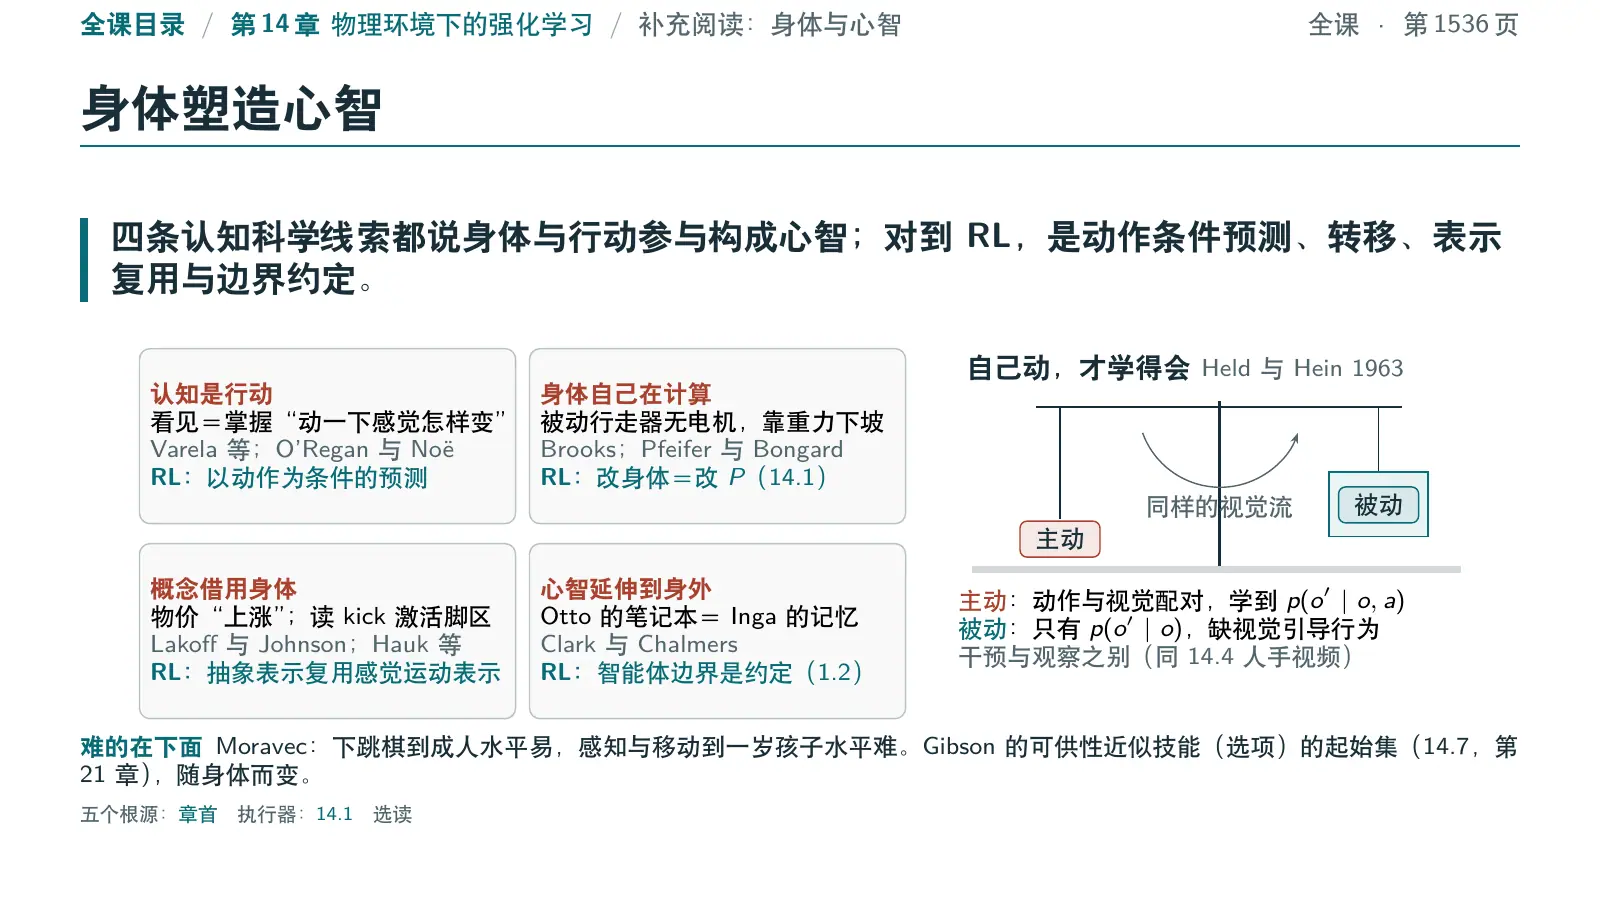 全课目录 / 第 14 章 物理环境下的强化学习 / 补充阅读：身体与心智
全课 · 第 1536 页
身体塑造心智
四条认知科学线索都说身体与行动参与构成心智；对到 RL，是动作条件预测、转移、表示
复用与边界约定。
认知是行动
看见＝掌握“动一下感觉怎样变”
Varela 等；O’Regan 与 Noë
RL：以动作为条件的预测
身体自己在计算
被动行走器无电机，靠重力下坡
Brooks；Pfeifer 与 Bongard
RL：改身体＝改 P（14.1）
概念借用身体
物价“上涨”；读 kick 激活脚区
Lakoff 与 Johnson；Hauk 等
RL：抽象表示复用感觉运动表示
心智延伸到身外
Otto 的笔记本＝ Inga 的记忆
Clark 与 Chalmers
RL：智能体边界是约定（1.2）
自己动，才学得会 Held 与 Hein 1963
同样的视觉流
被动
主动
主动：动作与视觉配对，学到 p(o′ | o, a)
被动：只有 p(o′ | o)，缺视觉引导行为
干预与观察之别（同 14.4 人手视频）
难的在下面 Moravec：下跳棋到成人水平易，感知与移动到一岁孩子水平难。Gibson 的可供性近似技能（选项）的起始集（14.7，第
21 章），随身体而变。
五个根源：章首 执行器：14.1 选读